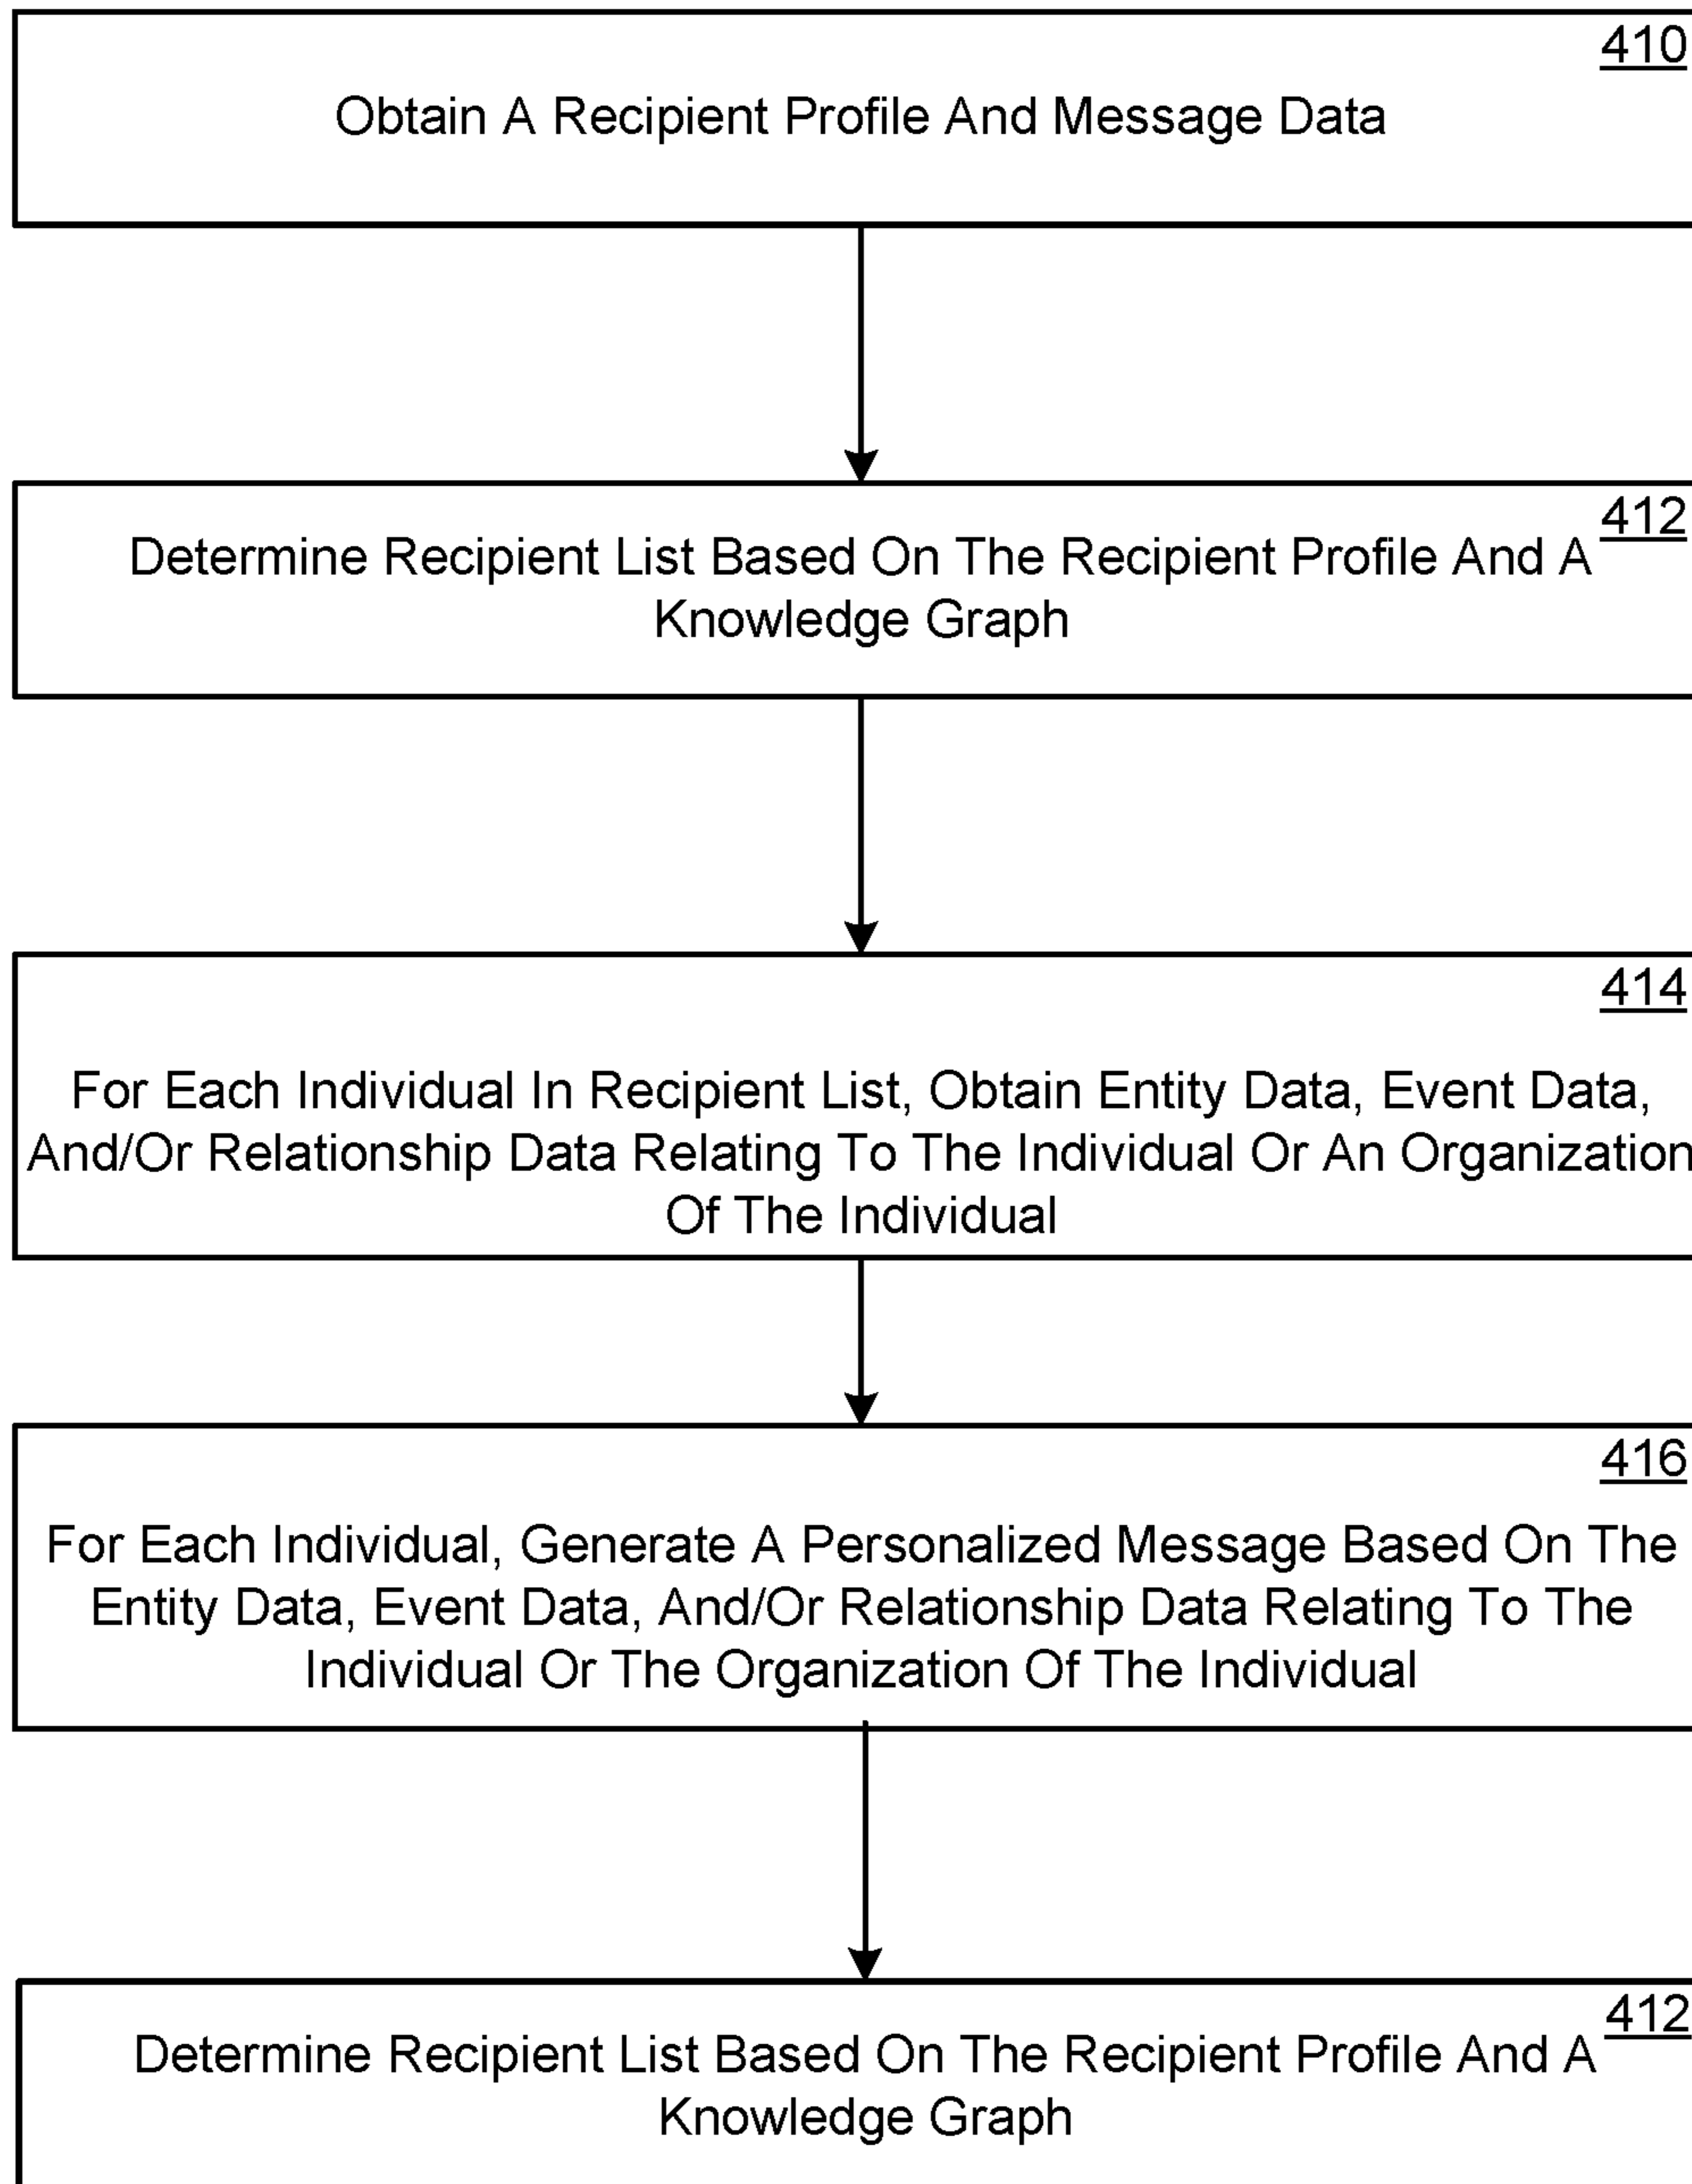 410
Obtain A Recipient Profile And Message Data
412
Determine Recipient List Based On The Recipient Profile And A
Knowledge Graph
414
For Each Individual In Recipient List, Obtain Entity Data, Event Data,
And/Or Relationship Data Relating To The Individual Or An Organization
Of The Individual
416
For Each Individual, Generate A Personalized Message Based On The
Entity Data, Event Data, And/Or Relationship Data Relating To The
Individual Or The Organization Of The Individual
412
Determine Recipient List Based On The Recipient Profile And A
Knowledge Graph